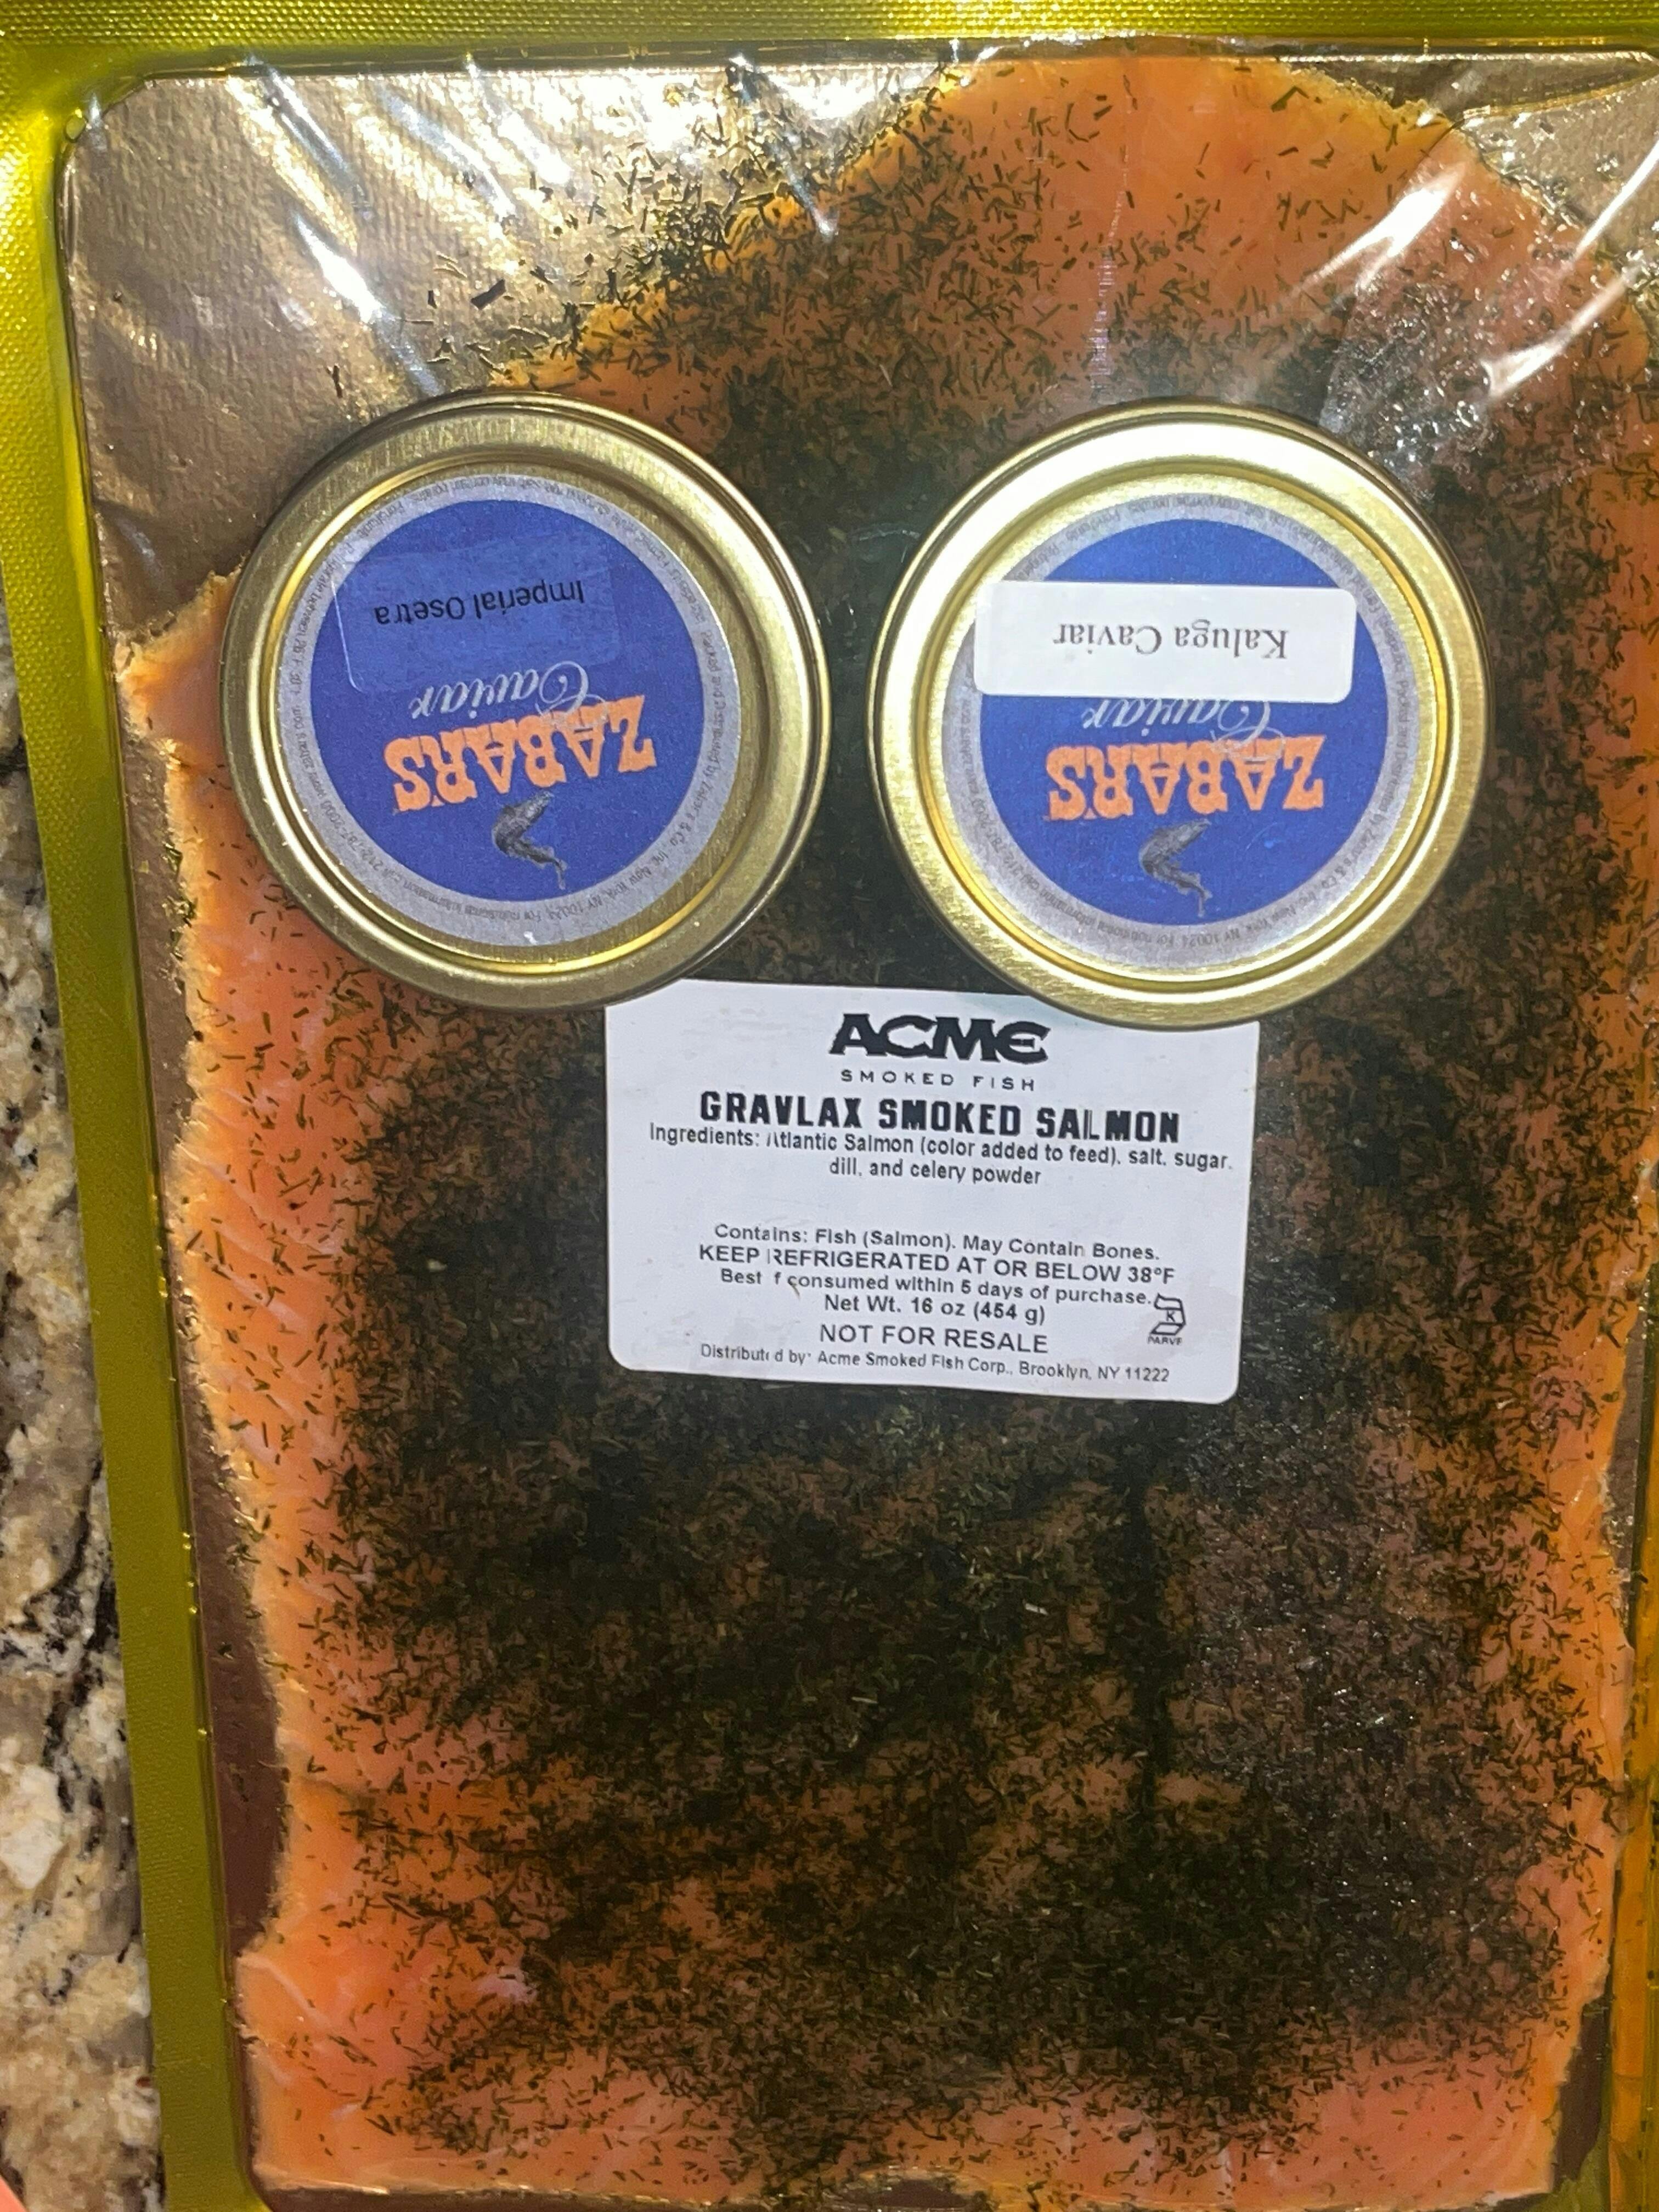 Imperial Osetra
Caviar
ZABAR'S
Kaluga Caviar
Caviar
ZABAR'S
ACME
SMOKED FISH
GRAVLAX SMOKED SALMON
Ingredients: Atlantic Salmon (color added to feed), salt, sugar,
dill, and celery powder
Contains: Fish (Salmon). May Contain Bones.
KEEP REFRIGERATED AT OR BELOW 38°F
Best if consumed within 5 days of purchase.
Net Wt. 16 oz (454 g)
K
PARVE
NOT FOR RESALE
Distributed by: Acme Smoked Fish Corp., Brooklyn, NY 11222